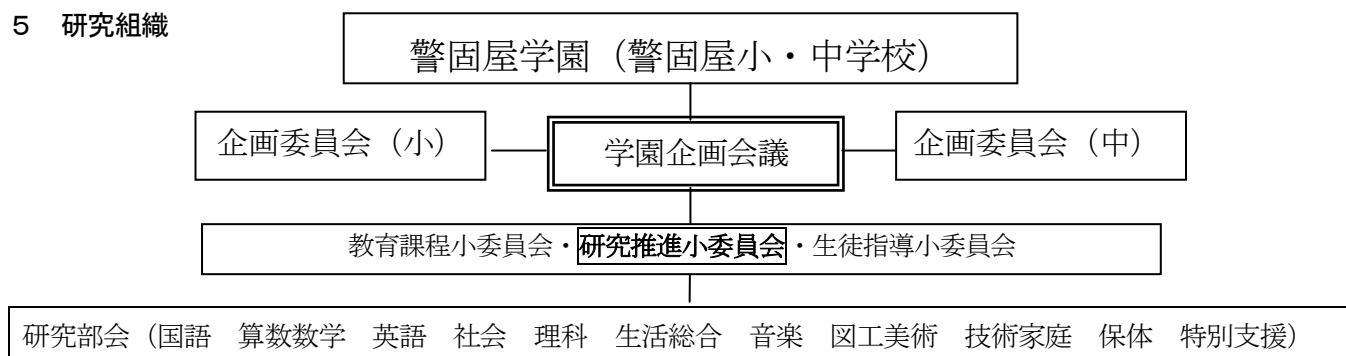 ５　研究組織
警固屋学園（警固屋小・中学校）
企画委員会（小）
学園企画会議
企画委員会（中）
教育課程小委員会・研究推進小委員会・生徒指導小委員会
研究部会（国語　算数数学　英語　社会　理科　生活総合　音楽　図工美術　技術家庭　保体　特別支援）